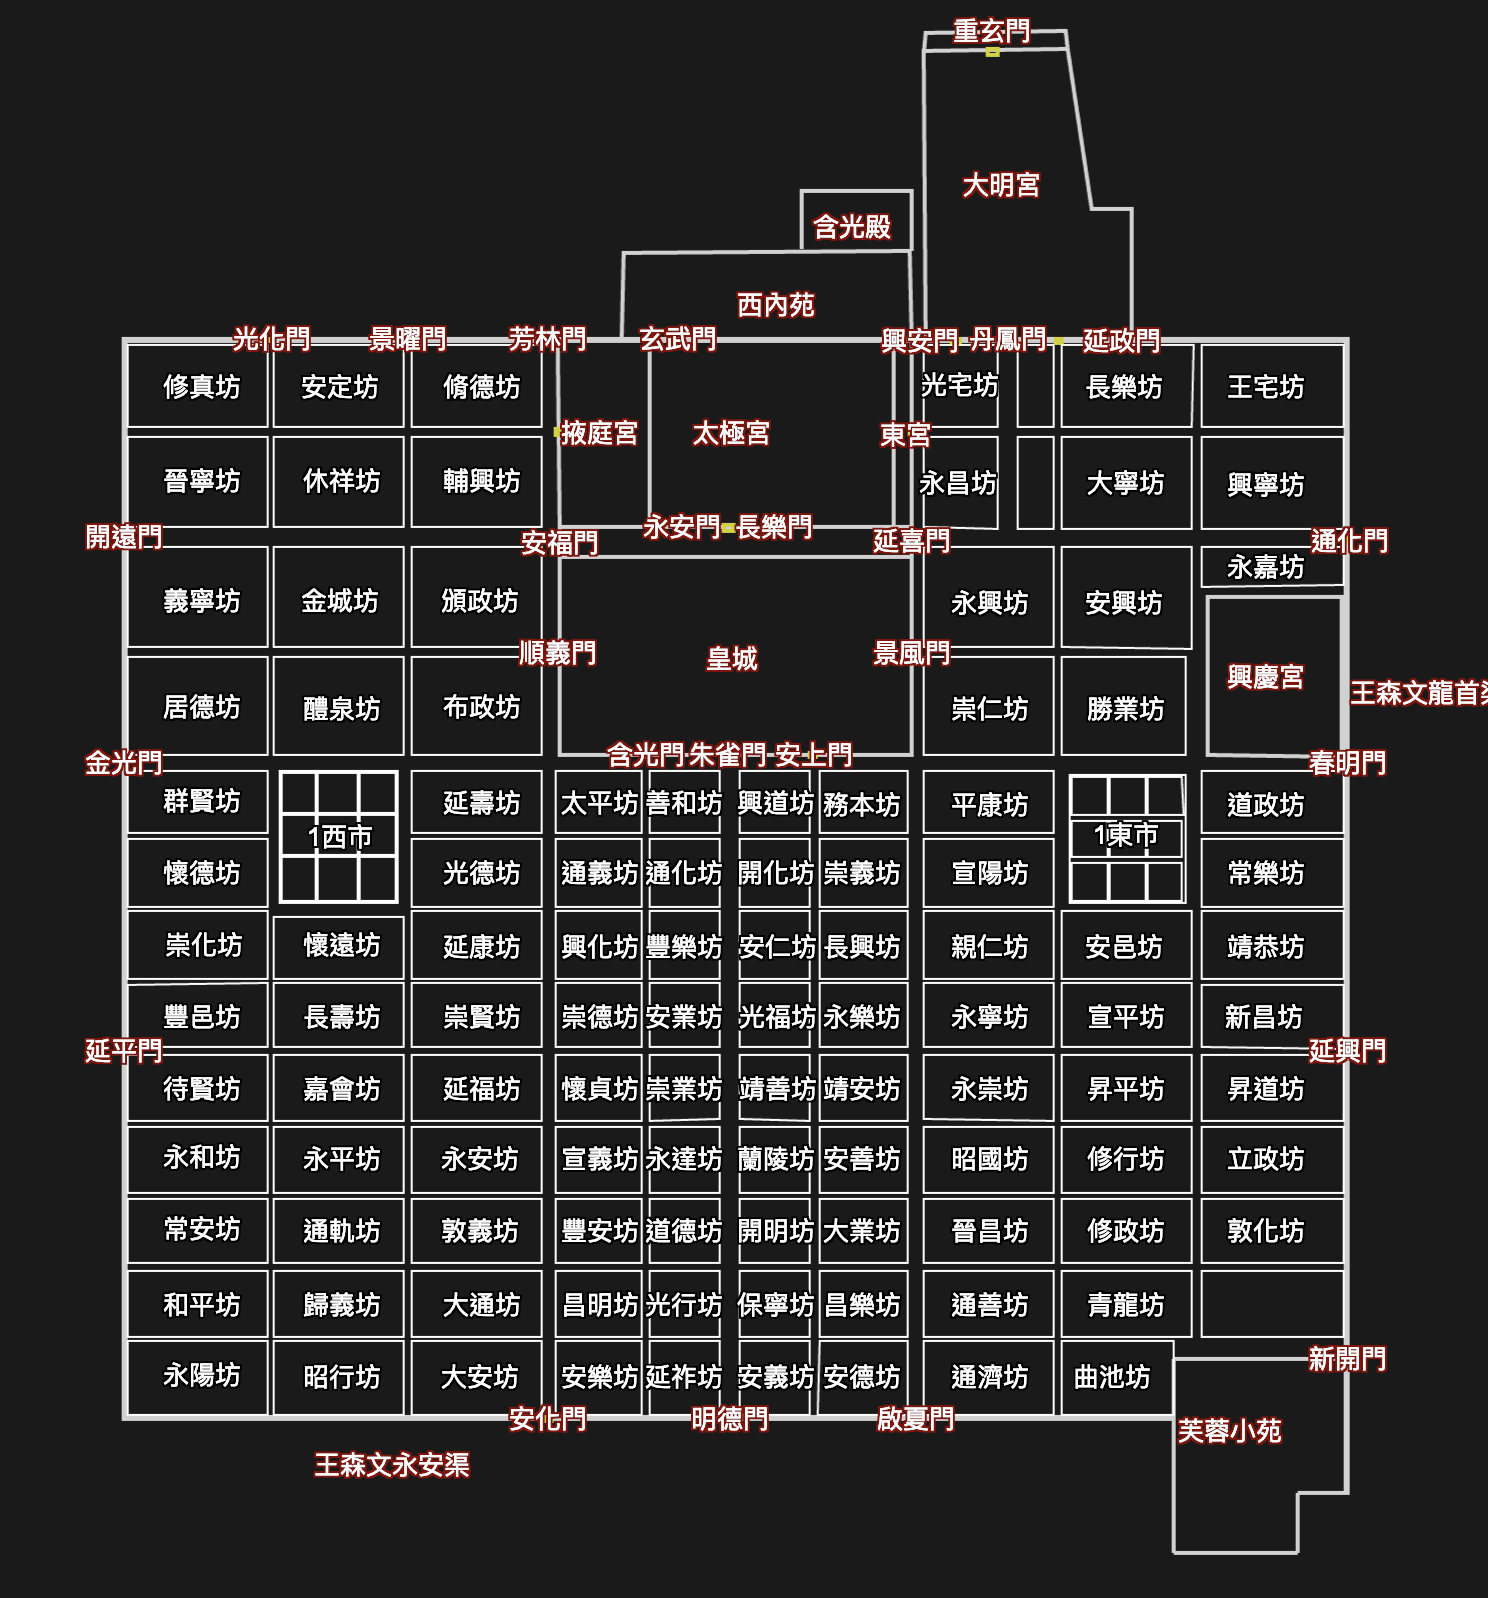 重玄門
大明宮
含光殿
西內苑
光化門 景曜門 芳林門 玄武門 興安門 丹鳳門 延政門
修真坊 安定坊 脩德坊 光宅坊 長樂坊 王宅坊
掖庭宮 太極宮 東宮
晉寧坊 休祥坊 輔興坊 永昌坊 大寧坊 興寧坊
永安門 長樂門
開遠門 安福門 延喜門 通化門
永嘉坊
義寧坊 金城坊 頒政坊 永興坊 安興坊
順義門 皇城 景風門
興慶宮
王森文龍首渠
居德坊 醴泉坊 布政坊 崇仁坊 勝業坊
含光門 朱雀門 安上門
金光門 春明門
群賢坊 延壽坊 太平坊 善和坊 興道坊 務本坊 平康坊 道政坊
1西市 1東市
懷德坊 光德坊 通義坊 通化坊 開化坊 崇義坊 宣陽坊 常樂坊
崇化坊 懷遠坊 延康坊 興化坊 豐樂坊 安仁坊 長興坊 親仁坊 安邑坊 靖恭坊
豐邑坊 長壽坊 崇賢坊 崇德坊 安業坊 光福坊 永樂坊 永寧坊 宣平坊 新昌坊
延平門 延興門
待賢坊 嘉會坊 延福坊 懷貞坊 崇業坊 靖善坊 靖安坊 永崇坊 昇平坊 昇道坊
永和坊 永平坊 永安坊 宣義坊 永達坊 蘭陵坊 安善坊 昭國坊 修行坊 立政坊
常安坊 通軌坊 敦義坊 豐安坊 道德坊 開明坊 大業坊 晉昌坊 修政坊 敦化坊
和平坊 歸義坊 大通坊 昌明坊 光行坊 保寧坊 昌樂坊 通善坊 青龍坊
新開門
永陽坊 昭行坊 大安坊 安樂坊 延祚坊 安義坊 安德坊 通濟坊 曲池坊
安化門 明德門 啟夏門
芙蓉小苑
王森文永安渠